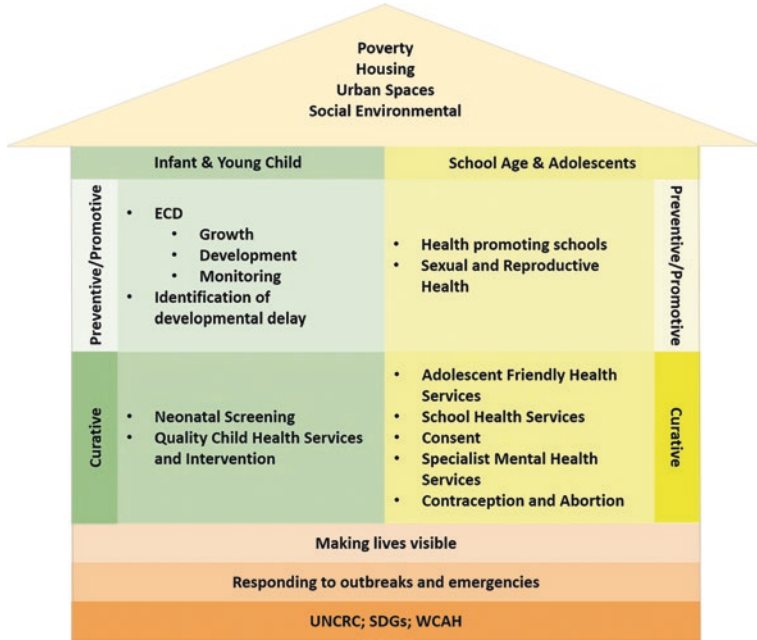 Poverty
Housing
Urban Spaces
Social Environmental
Infant & Young Child
School Age & Adolescents
Preventive/Promotive
• ECD
• Growth
• Development
• Monitoring
• Identification of
developmental delay
• Health promoting schools
• Sexual and Reproductive
Health
Preventive/Promotive
Curative
• Neonatal Screening
• Quality Child Health Services
and Intervention
• Adolescent Friendly Health
Services
• School Health Services
• Consent
• Specialist Mental Health
Services
• Contraception and Abortion
Curative
Making lives visible
Responding to outbreaks and emergencies
UNCRC; SDGs; WCAH